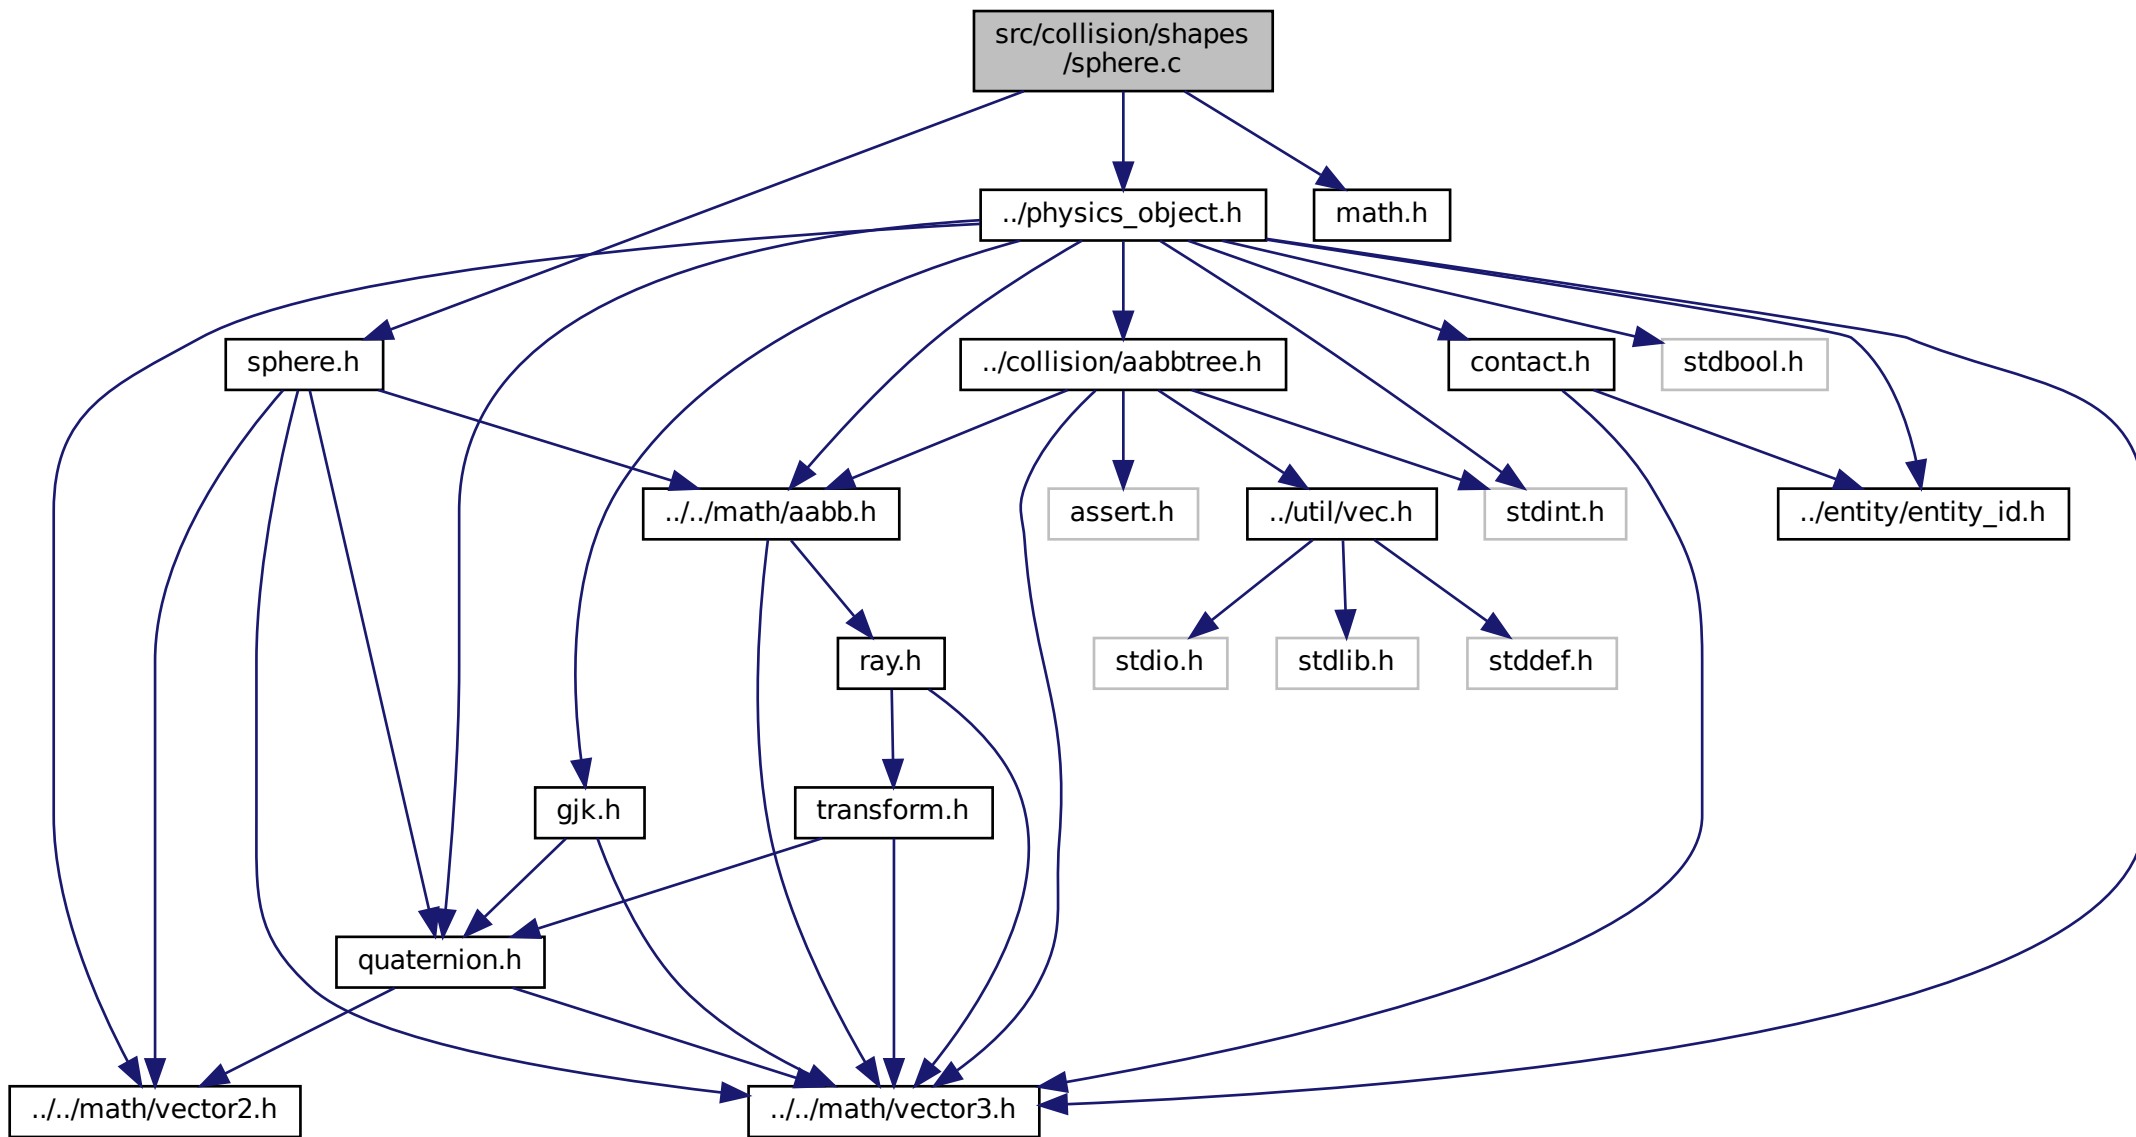 src/collision/shapes
/sphere.c
../physics_object.h
math.h
sphere.h
../collision/aabbtree.h
contact.h
stdbool.h
../../math/aabb.h
assert.h
../util/vec.h
stdint.h
../entity/entity_id.h
ray.h
stdio.h
stdlib.h
stddef.h
gjk.h
transform.h
quaternion.h
../../math/vector2.h
../../math/vector3.h